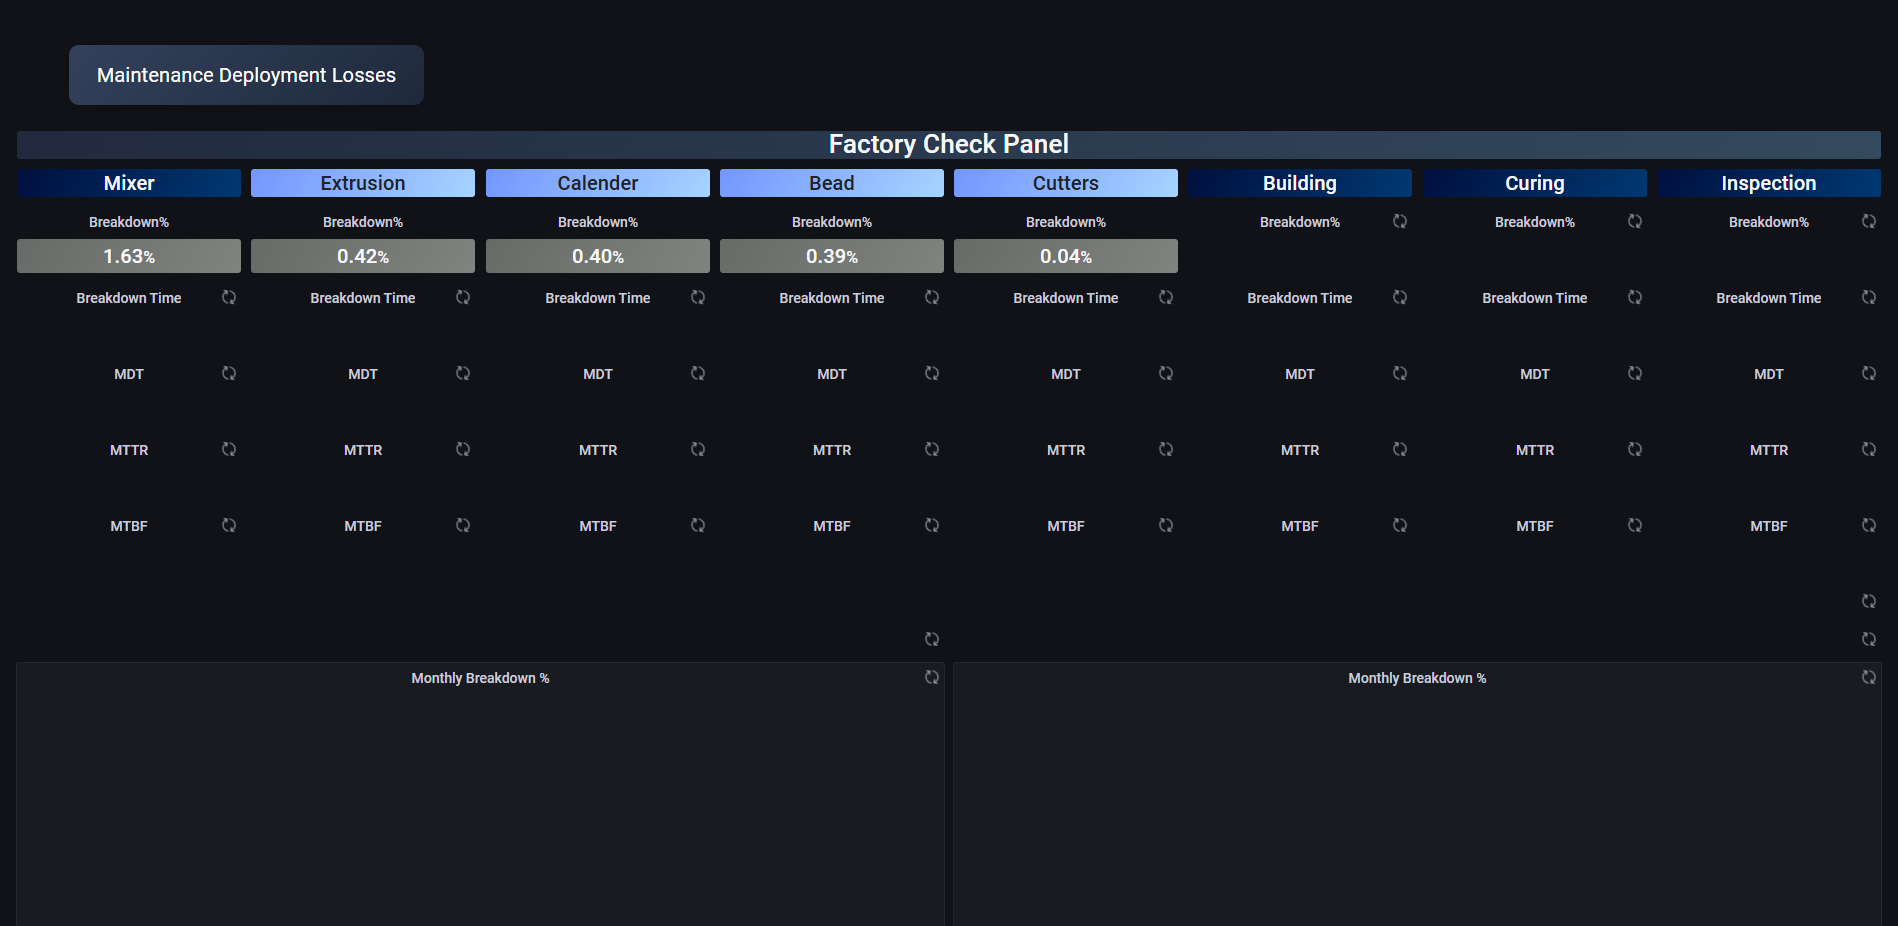 Maintenance Deployment Losses
Factory Check Panel
Mixer Extrusion Calender Bead Cutters Building Curing Inspection
Breakdown% Breakdown% Breakdown% Breakdown% Breakdown% Breakdown% Breakdown% Breakdown%
1.63% 0.42% 0.40% 0.39% 0.04%
Breakdown Time Breakdown Time Breakdown Time Breakdown Time Breakdown Time Breakdown Time Breakdown Time Breakdown Time
MDT MDT MDT MDT MDT MDT MDT MDT
MTTR MTTR MTTR MTTR MTTR MTTR MTTR MTTR
MTBF MTBF MTBF MTBF MTBF MTBF MTBF MTBF
Monthly Breakdown % Monthly Breakdown %